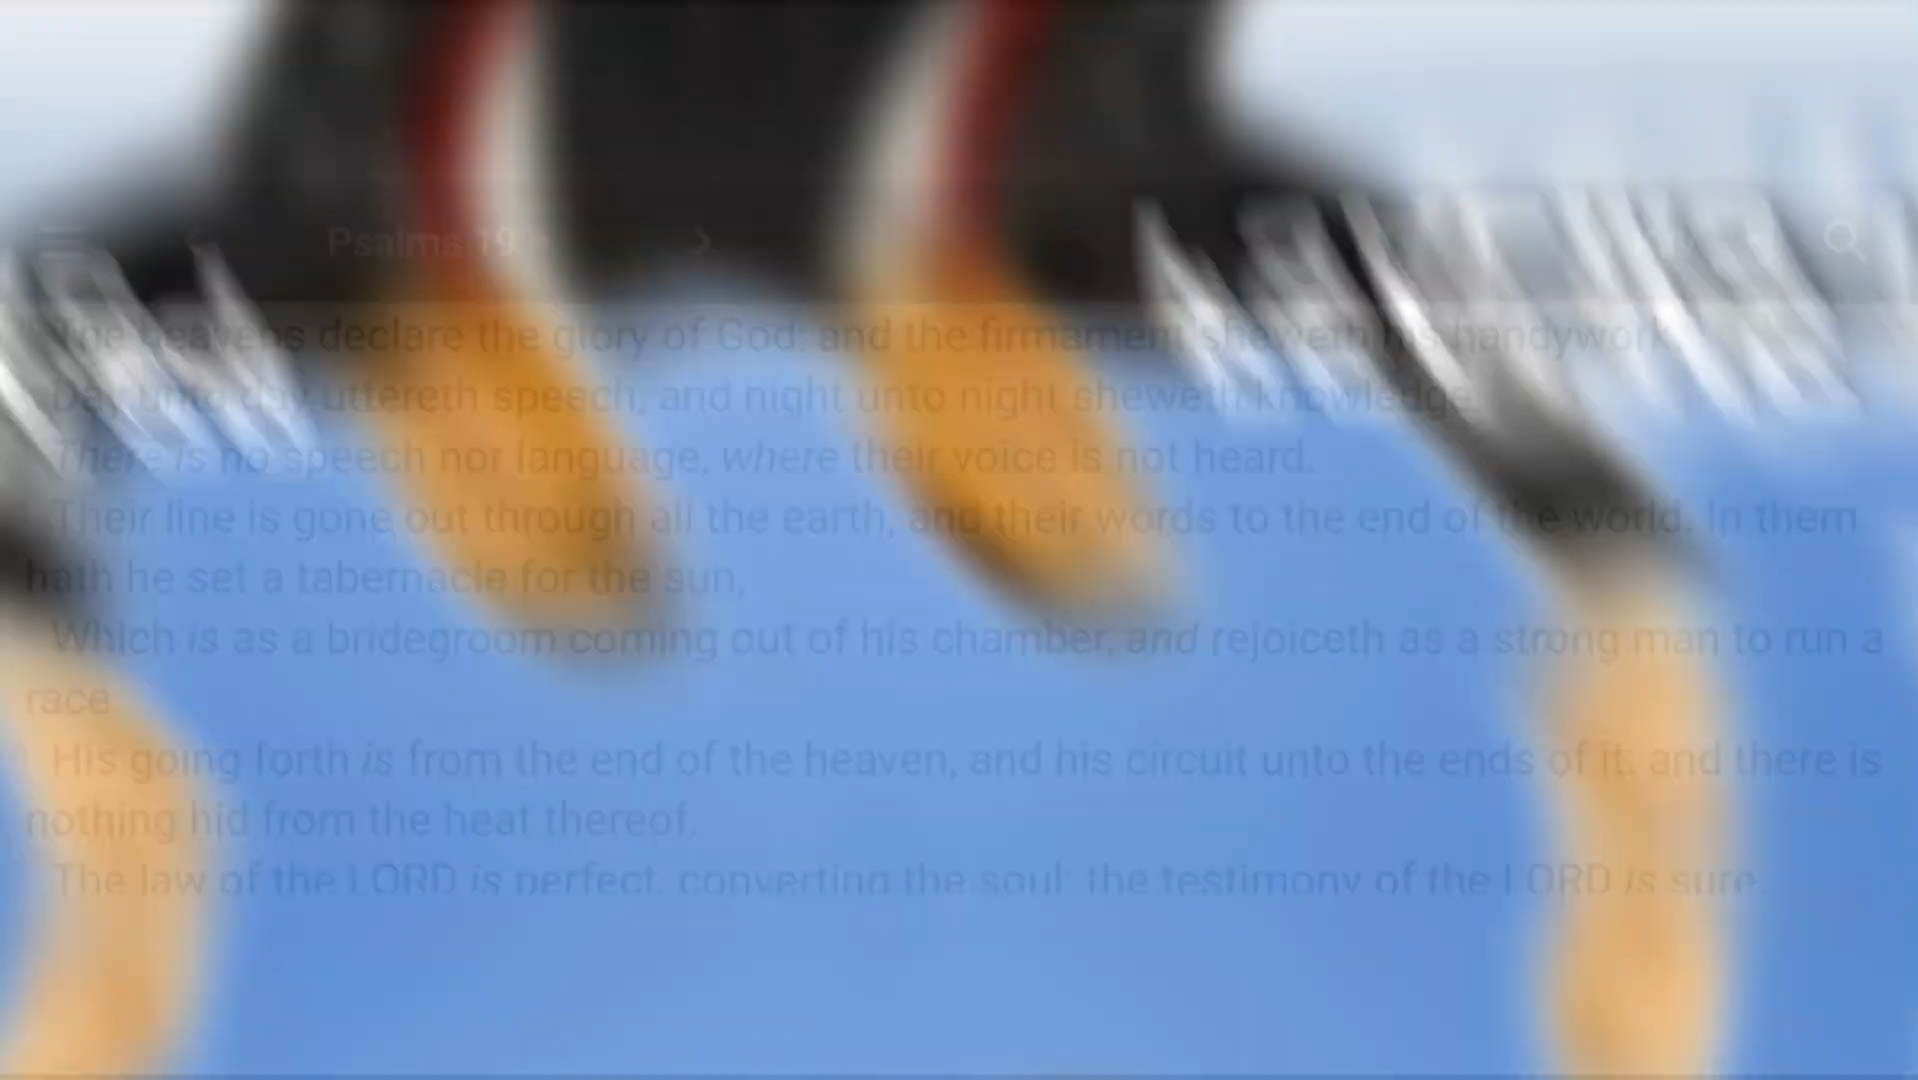 Psalms 19
The heavens declare the glory of God; and the firmament sheweth his handywork.
Day unto day uttereth speech, and night unto night sheweth knowledge.
There is no speech nor language, where their voice is not heard.
Their line is gone out through all the earth, and their words to the end of the world. In them
hath he set a tabernacle for the sun,
Which is as a bridegroom coming out of his chamber, and rejoiceth as a strong man to run a
race.
His going forth is from the end of the heaven, and his circuit unto the ends of it: and there is
nothing hid from the heat thereof.
The law of the LORD is perfect, converting the soul: the testimony of the LORD is sure,